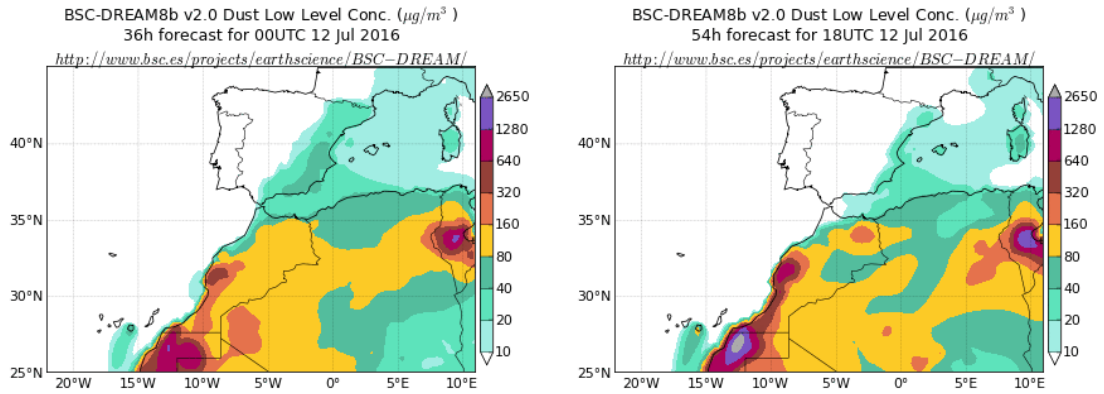 BSC-DREAM8b v2.0 Dust Low Level Conc. (μg/m³ )
36h forecast for 00UTC 12 Jul 2016
http://www.bsc.es/projects/earthscience/BSC−DREAM/
40°N
35°N
30°N
25°N
20°W 15°W 10°W 5°W 0° 5°E 10°E
2650
1280
640
320
160
80
40
20
10
BSC-DREAM8b v2.0 Dust Low Level Conc. (μg/m³ )
54h forecast for 18UTC 12 Jul 2016
http://www.bsc.es/projects/earthscience/BSC−DREAM/
40°N
35°N
30°N
25°N
20°W 15°W 10°W 5°W 0° 5°E 10°E
2650
1280
640
320
160
80
40
20
10